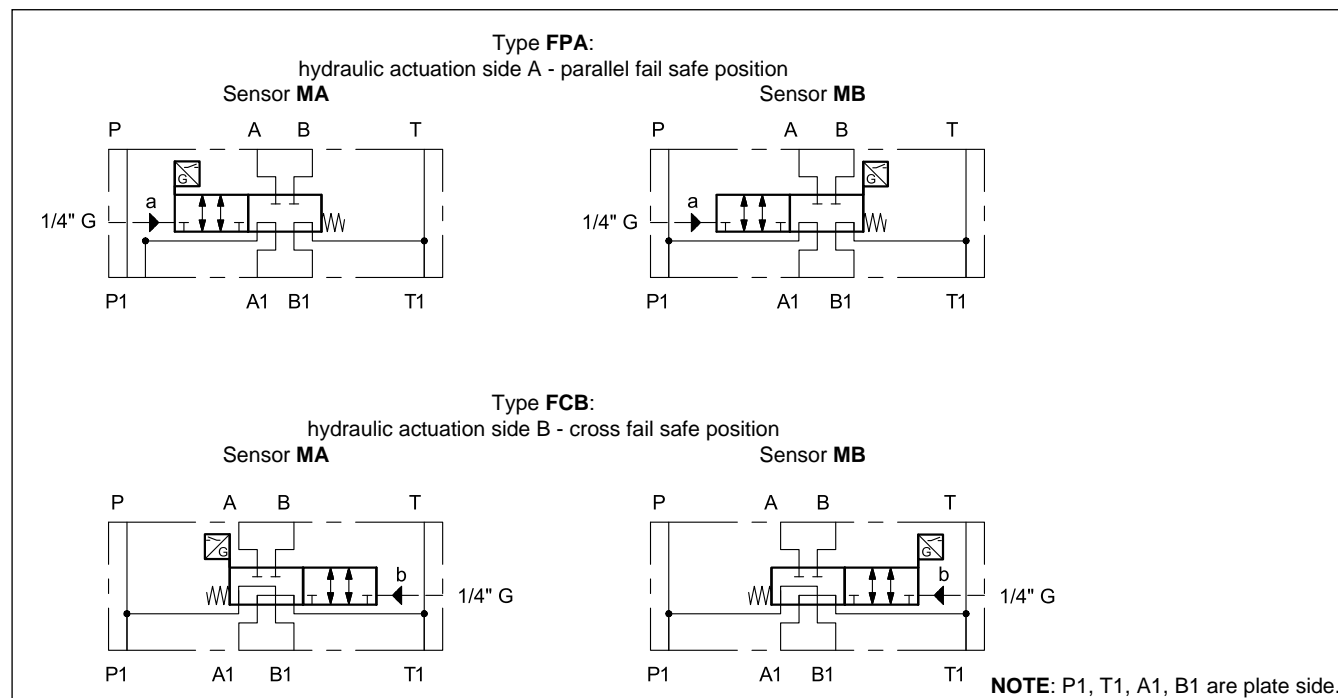 Type FPA:
hydraulic actuation side A - parallel fail safe position
Sensor MA
Sensor MB
P A B T
P A B T
G
G
a
a
1/4" G
1/4" G
P1 A1 B1 T1
P1 A1 B1 T1
Type FCB:
hydraulic actuation side B - cross fail safe position
Sensor MA
Sensor MB
P A B T
P A B T
G
G
b
b
1/4" G
1/4" G
P1 A1 B1 T1
P1 A1 B1 T1
NOTE: P1, T1, A1, B1 are plate side.